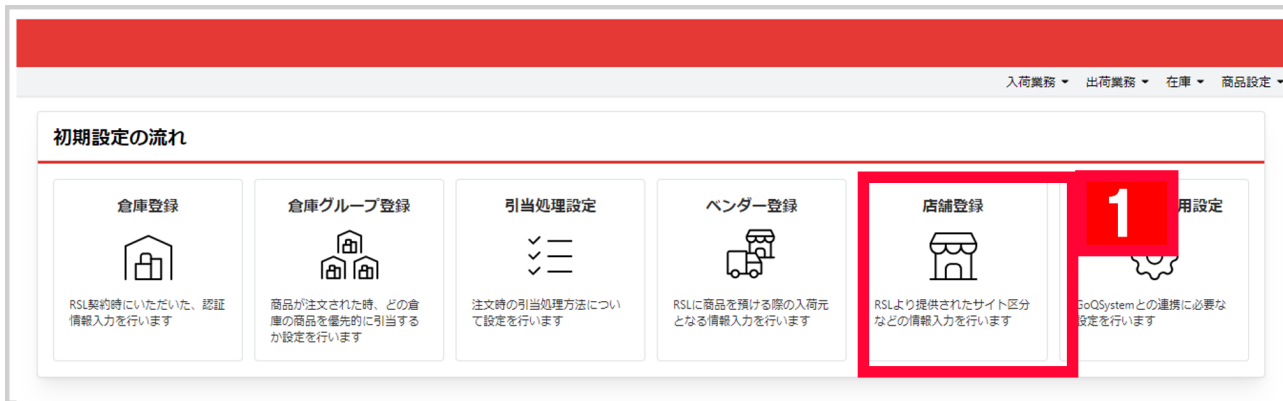 入荷業務 出荷業務 在庫 商品設定
初期設定の流れ
倉庫登録
RSL契約時にいただいた、認証
情報入力を行います
倉庫グループ登録
商品が注文された時、どの倉
庫の商品を優先的に引当する
か設定を行います
引当処理設定
注文時の引当処理方法につい
て設定を行います
ベンダー登録
RSLに商品を預ける際の入荷元
となる情報入力を行います
店舗登録
RSLより提供されたサイト区分
などの情報入力を行います
1
用設定
GoQSystemとの連携に必要な
設定を行います